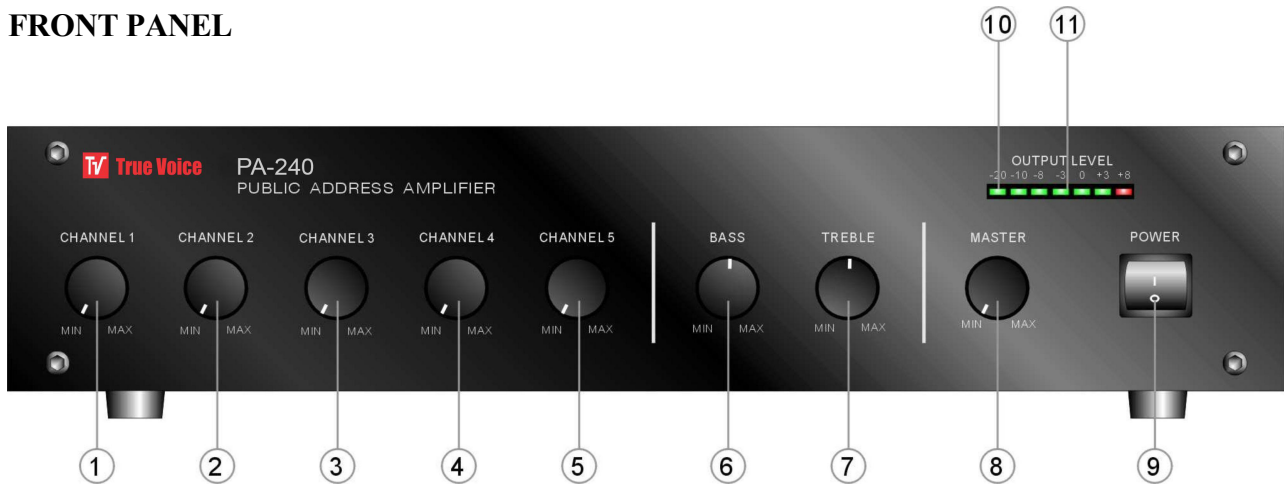 FRONT PANEL
10 11
TV True Voice
PA-240
PUBLIC ADDRESS AMPLIFIER
OUTPUT LEVEL
-20 -10 -8 -3 0 +3 +8
CHANNEL 1 CHANNEL 2 CHANNEL 3 CHANNEL 4 CHANNEL 5 BASS TREBLE MASTER POWER
I
O
MIN MAX MIN MAX MIN MAX MIN MAX MIN MAX MIN MAX MIN MAX MIN MAX
1 2 3 4 5 6 7 8 9